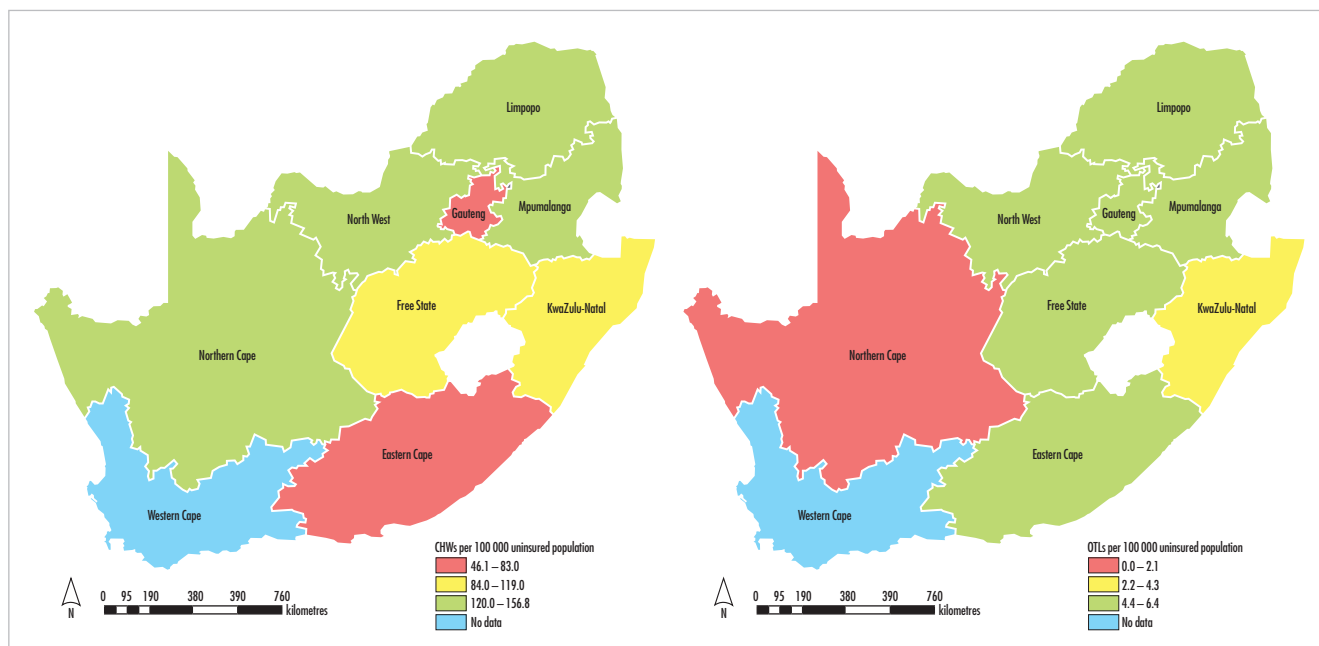 Limpopo
North West
Gauteng
Mpumalanga
Free State
KwaZulu-Natal
Northern Cape
Eastern Cape
Western Cape
CHWs per 100 000 uninsured population
46.1 – 83.0
84.0 – 119.0
120.0 – 156.8
No data
N
0 95 190 380 390 760
kilometres
Limpopo
North West
Gauteng
Mpumalanga
Free State
KwaZulu-Natal
Northern Cape
Eastern Cape
Western Cape
OTLs per 100 000 uninsured population
0.0 – 2.1
2.2 – 4.3
4.4 – 6.4
No data
N
0 95 190 380 390 760
kilometres